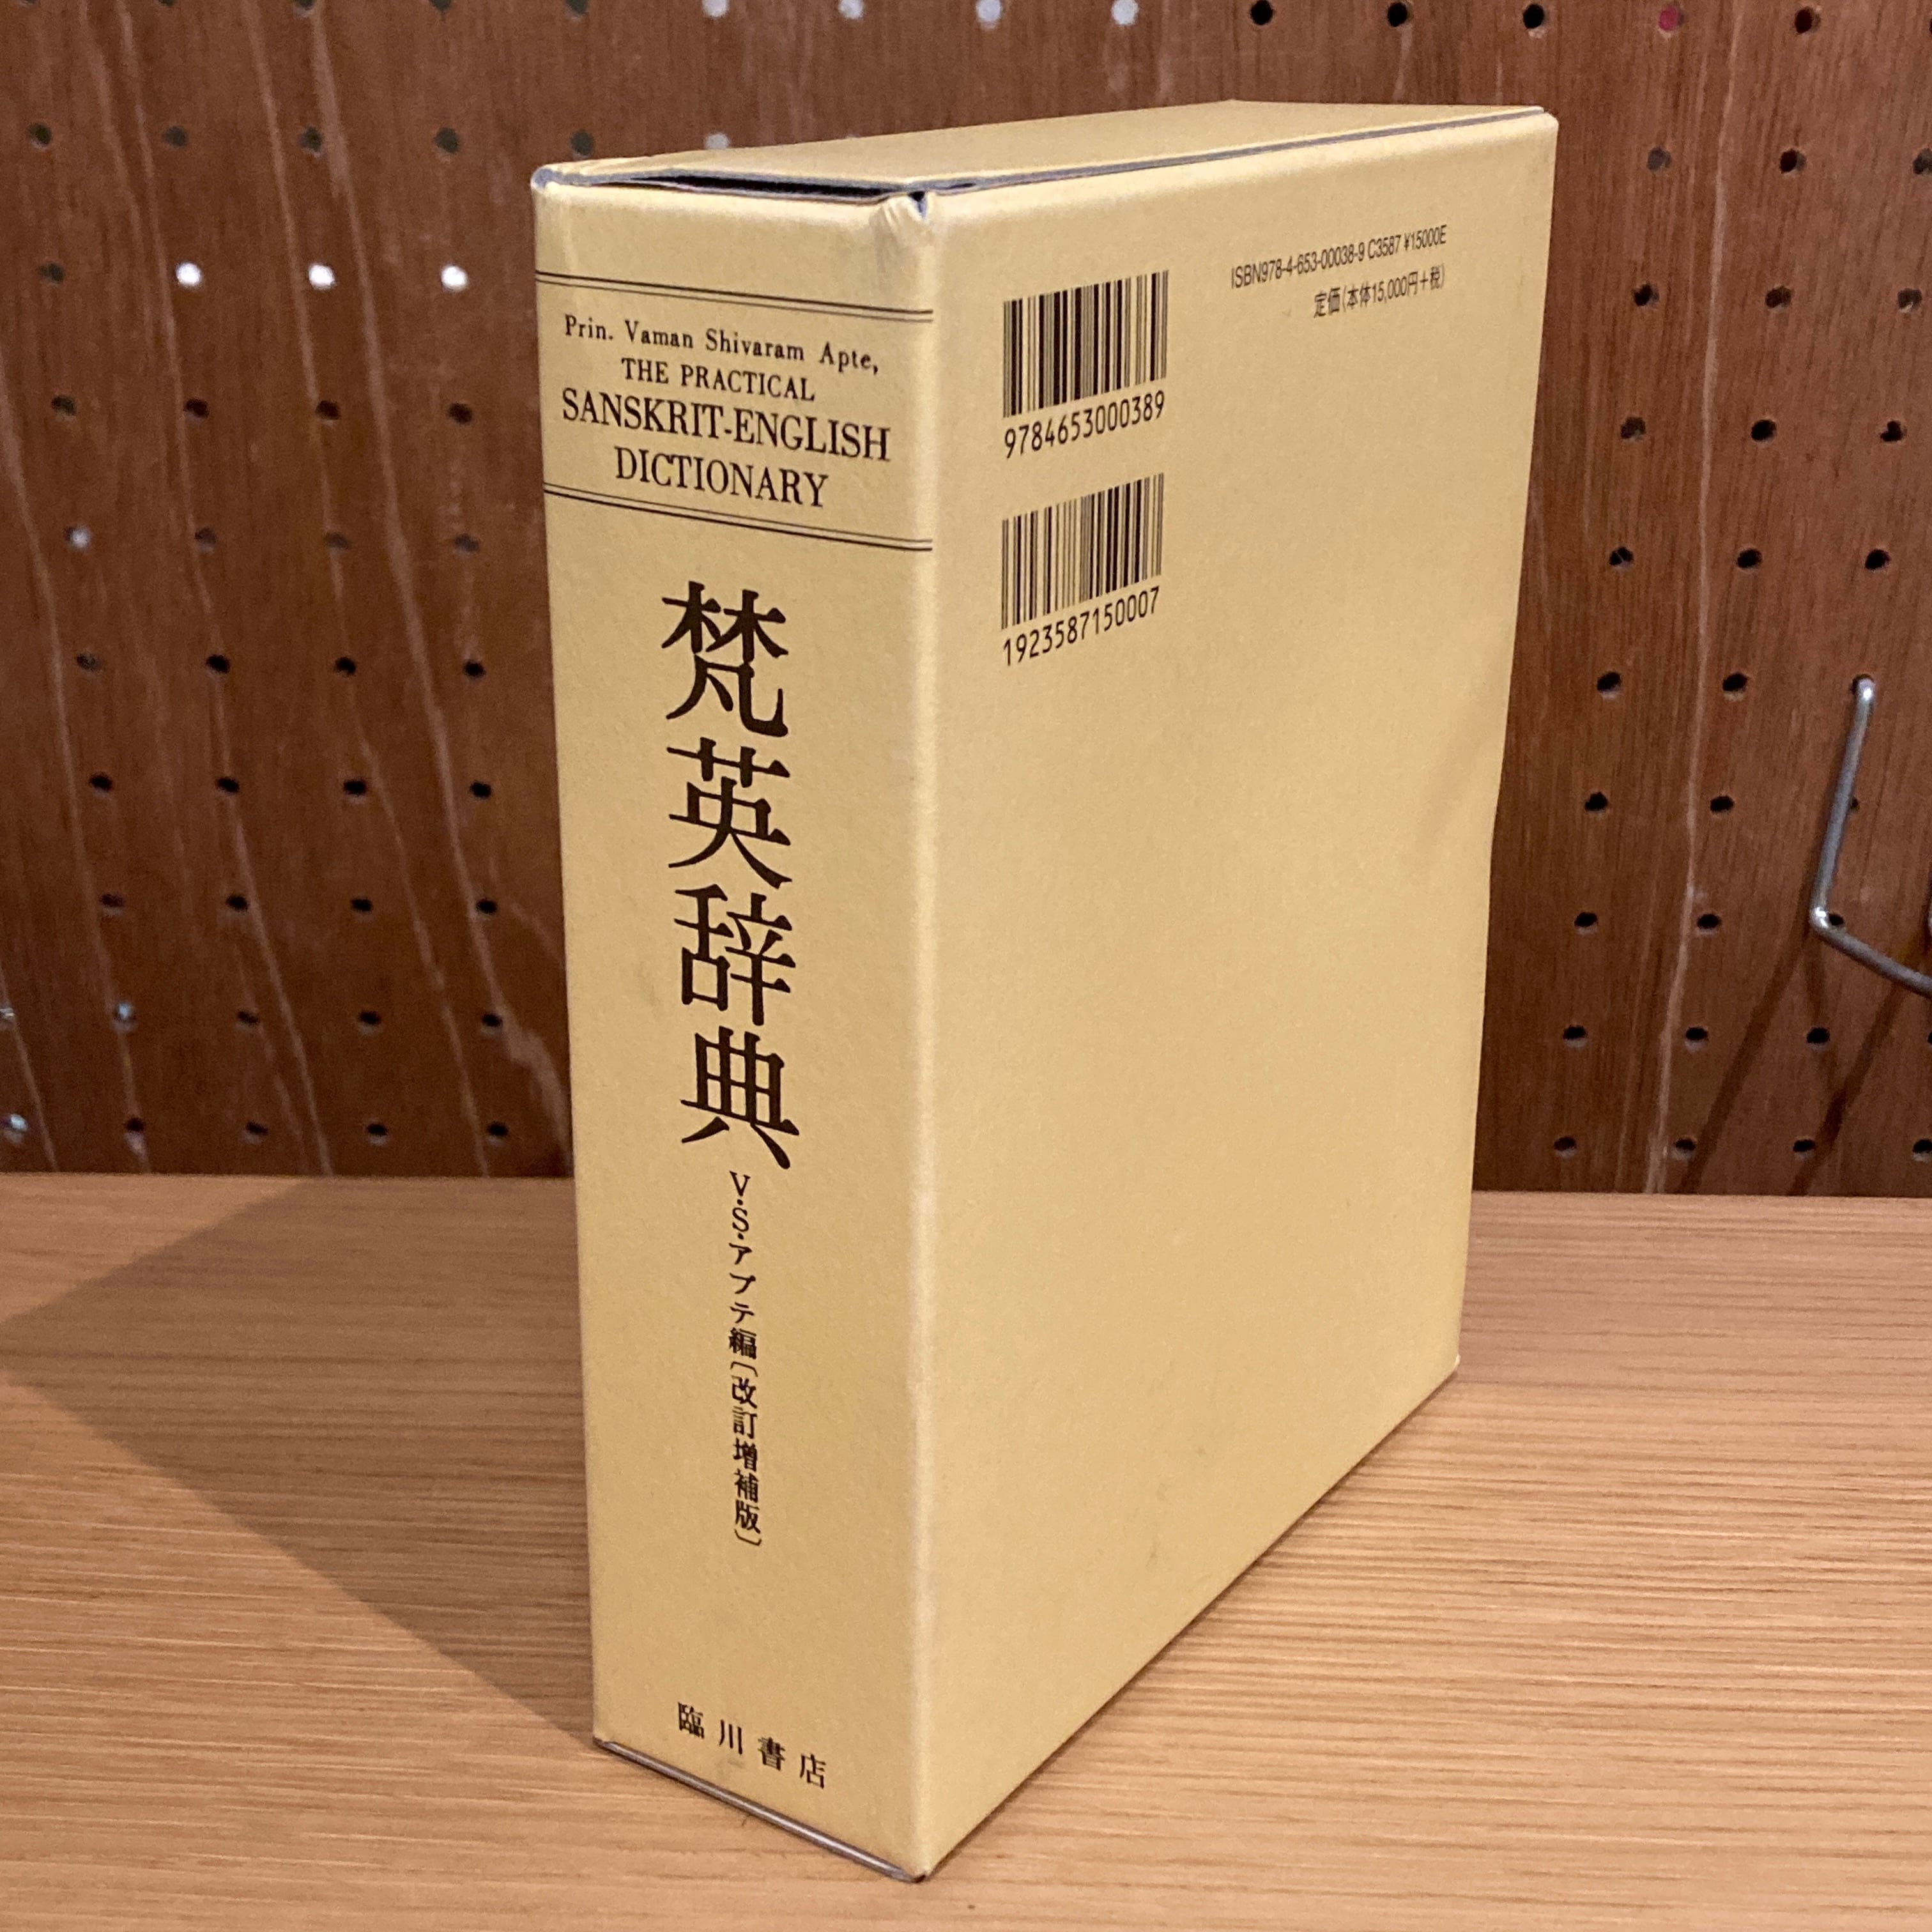 Prin. Vaman Shivaram Apte,
THE PRACTICAL
SANSKRIT-ENGLISH
DICTIONARY
梵英辞典
V・S・アプテ編〔改訂増補版〕
臨川書店
9784653000389
1923587150007
ISBN978-4-653-00038-9 C3587 ¥15000E
定価(本体15,000円+税)